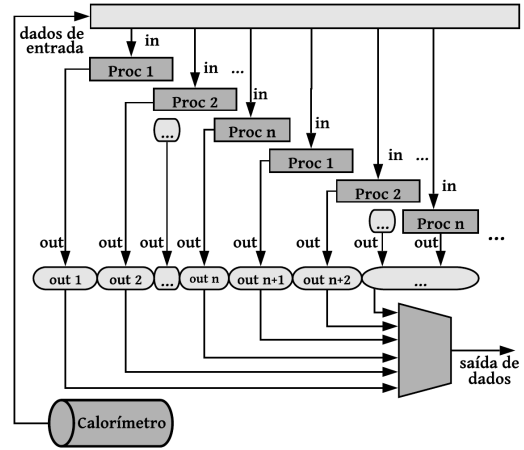 dados de
entrada
in
Proc 1
in
...
Proc 2
in
...
Proc n
in
Proc 1
in
...
Proc 2
in
...
Proc n
...
out
out
out
out
out
out
out
out
out 1
out 2
...
out n
out n+1
out n+2
...
saída de
dados
Calorímetro